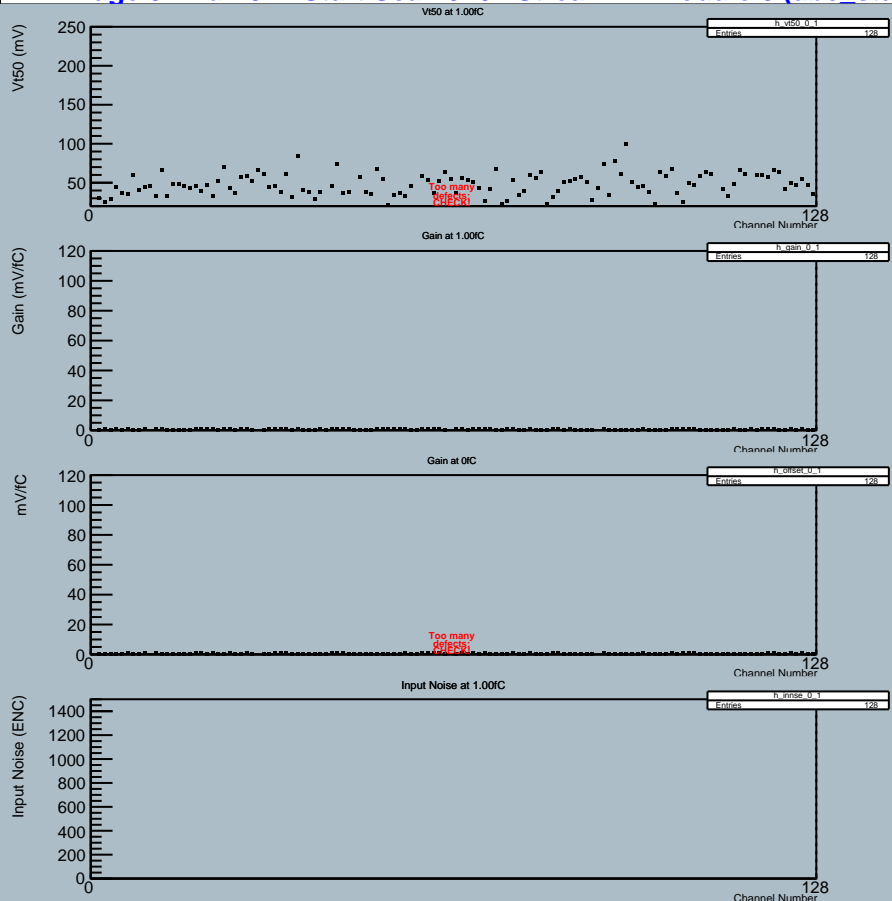 Vt50 at 1.00fC
h_vt50_0_1
Entries 128
Vt50 (mV)
250
200
150
100
50
Too many
defects:
CHECK!
0
128
Channel Number
Gain at 1.00fC
h_gain_0_1
Entries 128
Gain (mV/fC)
120
100
80
60
40
20
0
0
128
Channel Number
Gain at 0fC
h_offset_0_1
Entries 128
mV/fC
120
100
80
60
40
20
0
Too many
defects:
CHECK!
0
128
Channel Number
Input Noise at 1.00fC
h_innse_0_1
Entries 128
Input Noise (ENC)
1400
1200
1000
800
600
400
200
0
0
128
Channel Number